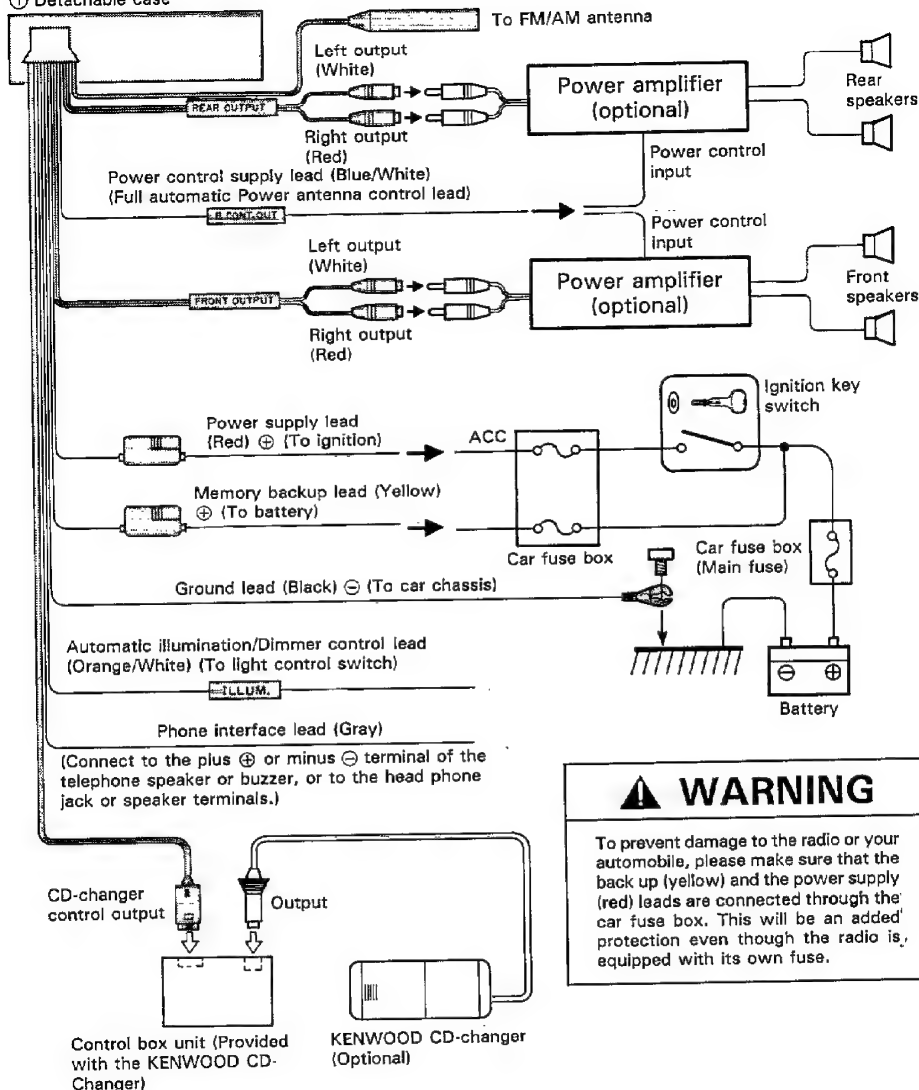 ① Detachable case
To FM/AM antenna
Left output
(White)
REAR OUTPUT
Right output
(Red)
Power amplifier
(optional)
Rear
speakers
Power control
input
Power control supply lead (Blue/White)
(Full automatic Power antenna control lead)
P.CONT.OUT
Power control
input
Left output
(White)
FRONT OUTPUT
Right output
(Red)
Power amplifier
(optional)
Front
speakers
Ignition key
switch
Power supply lead
(Red) ⊕ (To ignition)
ACC
Memory backup lead (Yellow)
⊕ (To battery)
Car fuse box
Car fuse box
(Main fuse)
Ground lead (Black) ⊖ (To car chassis)
Automatic illumination/Dimmer control lead
(Orange/White) (To light control switch)
ILLUM.
⊖ ⊕
Battery
Phone interface lead (Gray)
(Connect to the plus ⊕ or minus ⊖ terminal of the
telephone speaker or buzzer, or to the head phone
jack or speaker terminals.)
WARNING
To prevent damage to the radio or your
automobile, please make sure that the
back up (yellow) and the power supply
(red) leads are connected through the
car fuse box. This will be an added
protection even though the radio is,
equipped with its own fuse.
CD-changer
control output
Output
Control box unit (Provided
with the KENWOOD CD-
Changer)
KENWOOD CD-changer
(Optional)